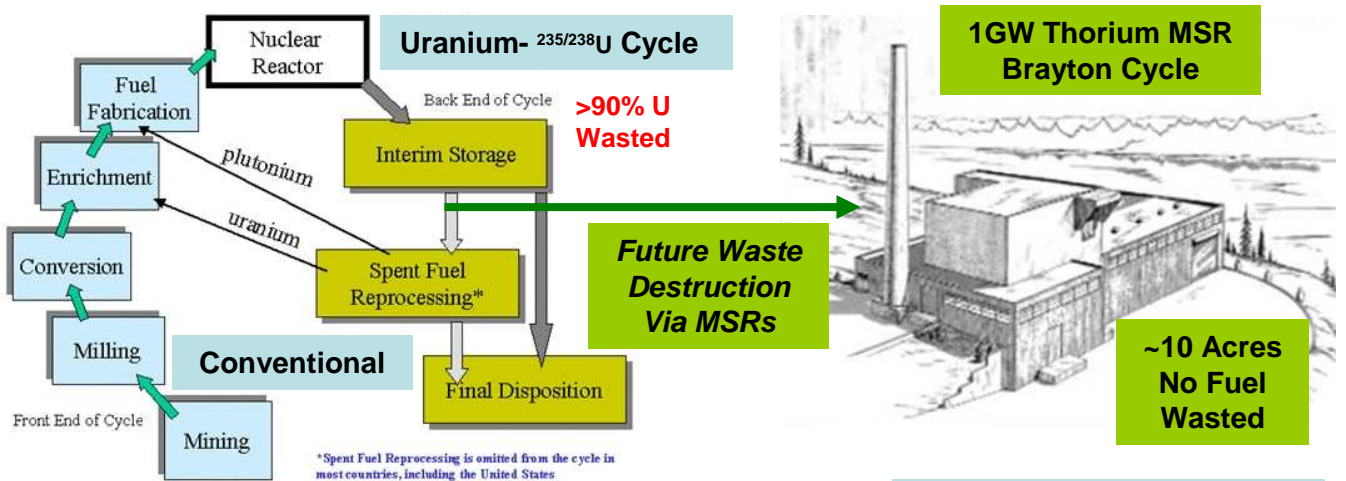 Nuclear
Reactor
Uranium- 235/238U Cycle
1GW Thorium MSR
Brayton Cycle
Fuel
Fabrication
Back End of Cycle
>90% U
Wasted
Interim Storage
plutonium
Enrichment
uranium
Conversion
Spent Fuel
Reprocessing*
Future Waste
Destruction
Via MSRs
Milling
Conventional
~10 Acres
No Fuel
Wasted
Final Disposition
Front End of Cycle
Mining
*Spent Fuel Reprocessing is omitted from the cycle in
most countries, including the United States